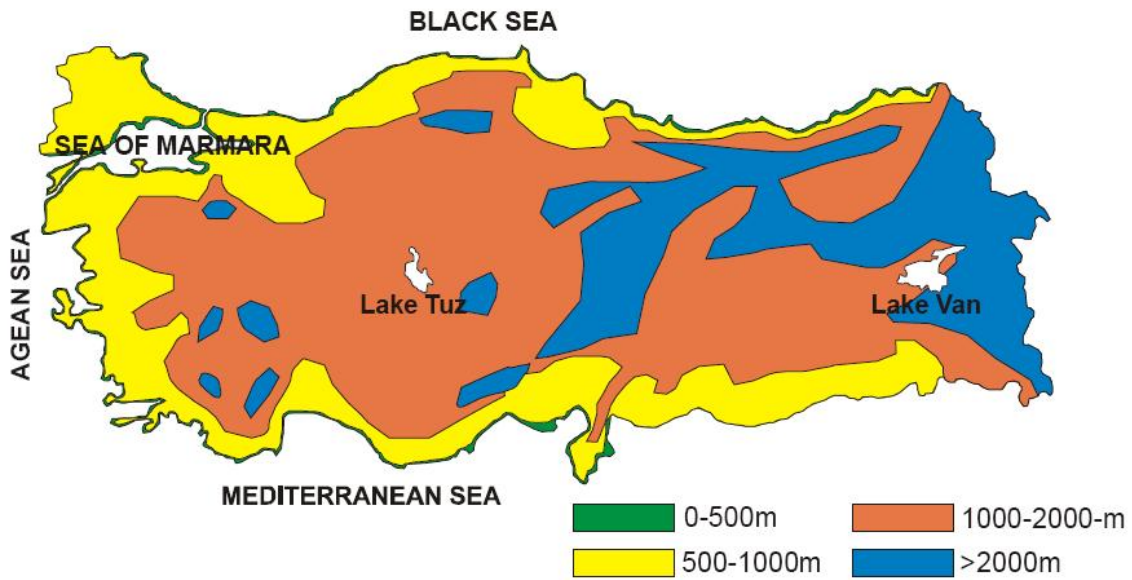 BLACK SEA
SEA OF MARMARA
AGEAN SEA
Lake Tuz
Lake Van
MEDITERRANEAN SEA
0-500m
1000-2000-m
500-1000m
>2000m